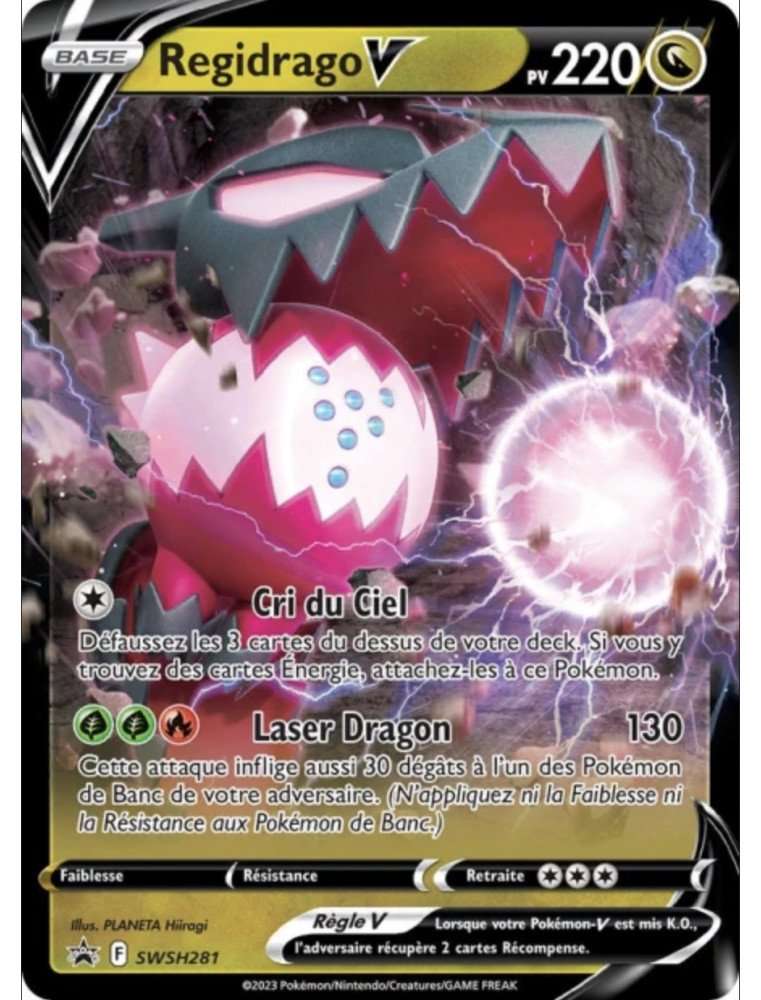 BASE
Regidrago V
PV 220
Cri du Ciel
Défaussez les 3 cartes du dessus de votre deck. Si vous y
trouvez des cartes Énergie, attachez-les à ce Pokémon.
Laser Dragon 130
Cette attaque inflige aussi 30 dégâts à l'un des Pokémon
de Banc de votre adversaire. (N'appliquez ni la Faiblesse ni
la Résistance aux Pokémon de Banc.)
Faiblesse Résistance Retraite
Illus. PLANETA Hiiragi
Règle V Lorsque votre Pokémon-V est mis K.O.,
l'adversaire récupère 2 cartes Récompense.
F SWSH281
©2023 Pokémon/Nintendo/Creatures/GAME FREAK